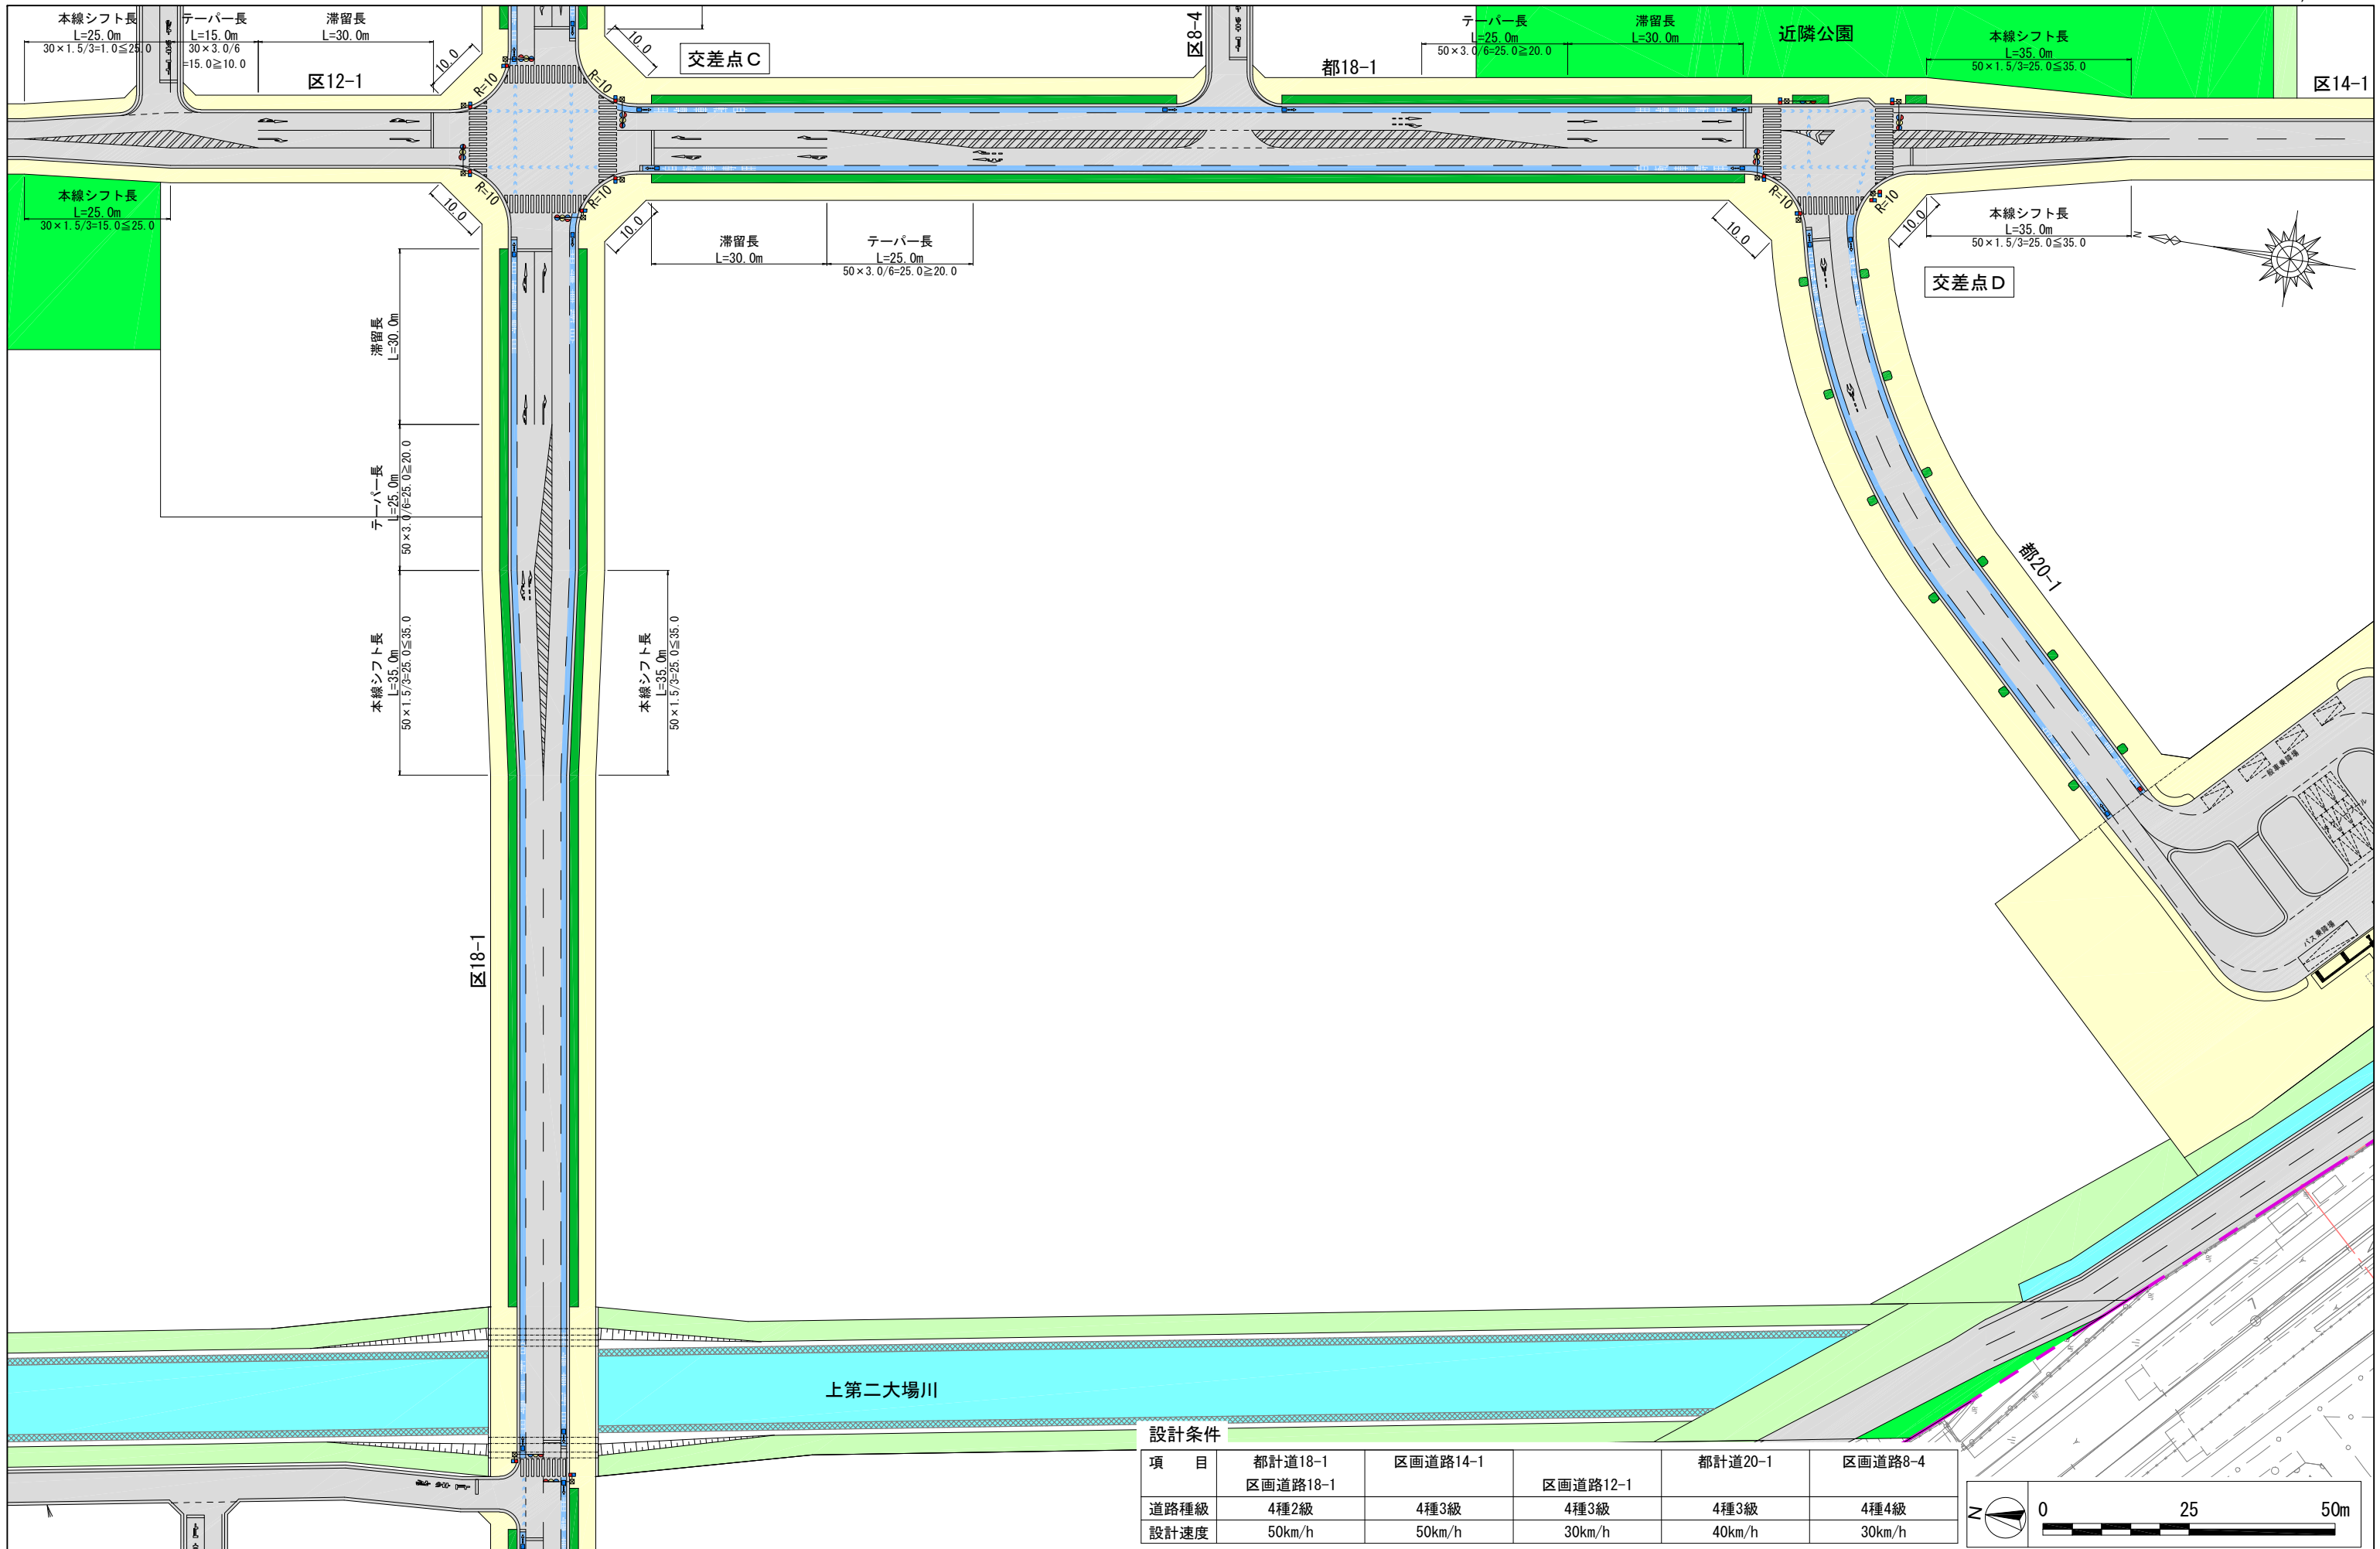 本線シフト長
L=25.0m
30×1.5/3=1.0≦25.0
テーパー長
L=15.0m
30×3.0/6
=15.0≧10.0
滞留長
L=30.0m
区12-1
10.0
R=10
10.0
R=10
交差点C
区8-4
都18-1
テーパー長
L=25.0m
50×3.0/6=25.0≧20.0
滞留長
L=30.0m
近隣公園
本線シフト長
L=35.0m
50×1.5/3=25.0≦35.0
区14-1
本線シフト長
L=25.0m
30×1.5/3=15.0≦25.0
10.0
R=10
R=10
10.0
滞留長
L=30.0m
テーパー長
L=25.0m
50×3.0/6=25.0≧20.0
R=10
10.0
R=10
10.0
本線シフト長
L=35.0m
50×1.5/3=25.0≦35.0
N
交差点D
滞留長
L=30.0m
テーパー長
L=25.0m
50×3.0/6=25.0≧20.0
本線シフト長
L=35.0m
50×1.5/3=25.0≦35.0
本線シフト長
L=35.0m
50×1.5/3=25.0≦35.0
都20-1
一般車乗降場
バス乗降場
区18-1
上第二大場川
設計条件
項 目 都計道18-1 区画道路14-1 都計道20-1 区画道路8-4
区画道路18-1 区画道路12-1
道路種級 4種2級 4種3級 4種3級 4種3級 4種4級
設計速度 50km/h 50km/h 30km/h 40km/h 30km/h
N
0 25 50m